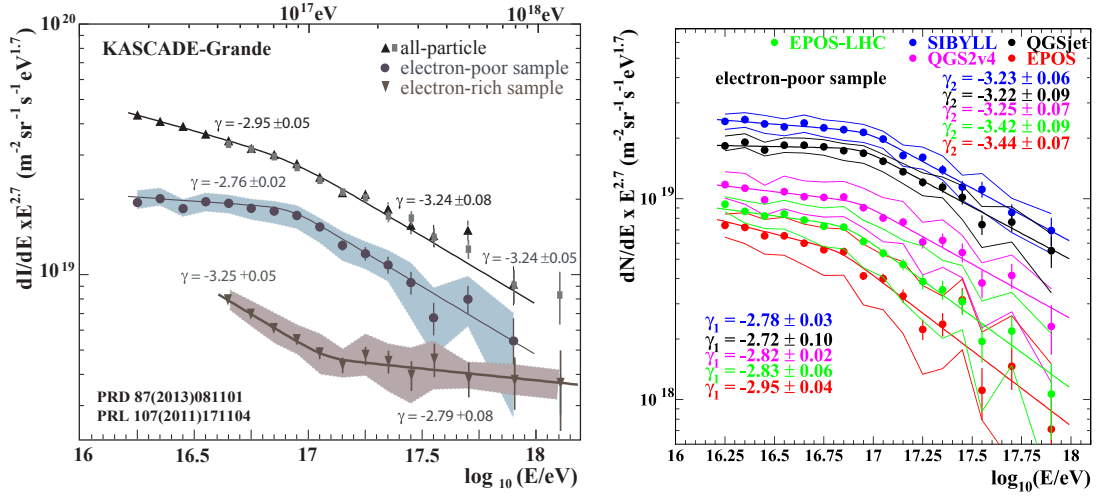 10^17 eV
10^18 eV
10^20
KASCADE-Grande
all-particle
electron-poor sample
electron-rich sample
γ = -2.95 ±0.05
γ = -2.76 ±0.02
γ = -3.24 ±0.08
10^19
γ = -3.24 ±0.05
γ = -3.25 ±0.05
γ = -2.79 ±0.08
PRD 87(2013)081101
PRL 107(2011)171104
dI/dE xE^2.7 (m^-2 sr^-1 s^-1 eV^1.7)
16 16.5 17 17.5 18
log10 (E/eV)
EPOS-LHC SIBYLL QGSjet
QGS2v4 EPOS
electron-poor sample
γ2 = -3.23 ± 0.06
γ2 = -3.22 ± 0.09
γ2 = -3.25 ± 0.07
γ2 = -3.42 ± 0.09
γ2 = -3.44 ± 0.07
10^19
γ1 = -2.78 ± 0.03
γ1 = -2.72 ± 0.10
γ1 = -2.82 ± 0.02
γ1 = -2.83 ± 0.06
γ1 = -2.95 ± 0.04
10^18
dN/dE x E^2.7 (m^-2 sr^-1 s^-1 eV^1.7)
16 16.25 16.5 16.75 17 17.25 17.5 17.75 18
log10(E/eV)